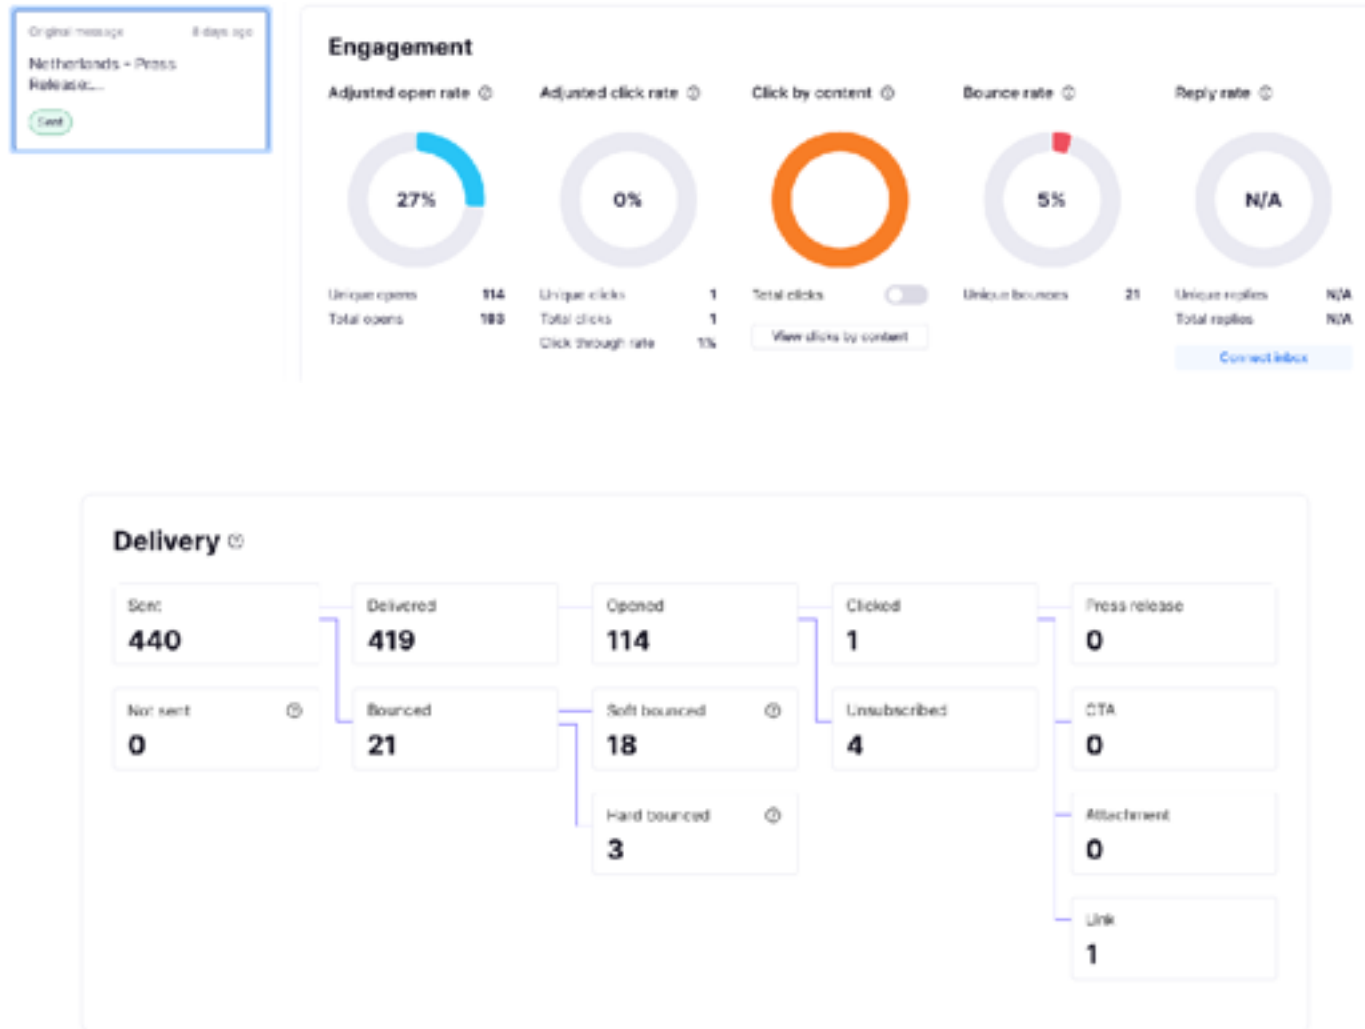 Original message 8 days ago
Netherlands - Press
Release:...
Sent
Engagement
Adjusted open rate
Adjusted click rate
Click by content
Bounce rate
Reply rate
27%
0%
5%
N/A
Unique opens 114
Total opens 193
Unique clicks 1
Total clicks 1
Click through rate 1%
Total clicks
View clicks by content
Unique bounces 21
Unique replies N/A
Total replies N/A
Connect inbox
Delivery
Sent
440
Delivered
419
Opened
114
Clicked
1
Press release
0
Not sent
0
Bounced
21
Soft bounced
18
Unsubscribed
4
CTA
0
Hard bounced
3
Attachment
0
Link
1